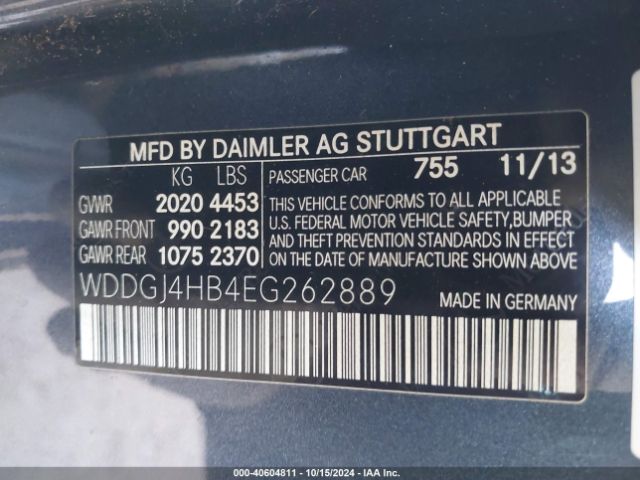 MFD BY DAIMLER AG STUTTGART
KG LBS
GVWR 2020 4453
GAWR FRONT 990 2183
GAWR REAR 1075 2370
PASSENGER CAR 755 11/13
THIS VEHICLE CONFORMS TO ALL APPLICABLE
U.S. FEDERAL MOTOR VEHICLE SAFETY, BUMPER
AND THEFT PREVENTION STANDARDS IN EFFECT
ON THE DATE OF MANUFACTURE SHOWN ABOVE.
WDDGJ4HB4EG262889 MADE IN GERMANY
(40-40604811 - 10/15/2024 - IAA Inc.